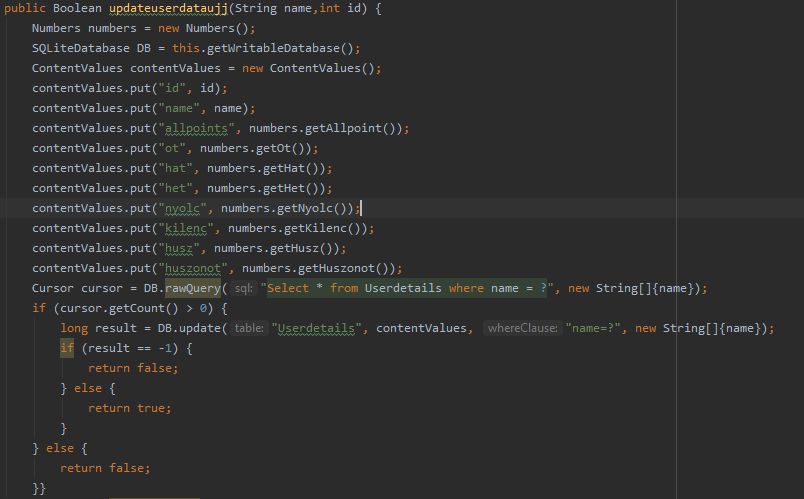 public Boolean updateuserdataujj(String name,int id) {
Numbers numbers = new Numbers();
SQLiteDatabase DB = this.getWritableDatabase();
ContentValues contentValues = new ContentValues();
contentValues.put("id", id);
contentValues.put("name", name);
contentValues.put("allpoints", numbers.getAllpoint());
contentValues.put("ot", numbers.getOt());
contentValues.put("hat", numbers.getHat());
contentValues.put("het", numbers.getHet());
contentValues.put("nyolc", numbers.getNyolc());
contentValues.put("kilenc", numbers.getKilenc());
contentValues.put("husz", numbers.getHusz());
contentValues.put("huszonot", numbers.getHuszonot());
Cursor cursor = DB.rawQuery( sql: "Select * from Userdetails where name = ?", new String[]{name});
if (cursor.getCount() > 0) {
long result = DB.update( table: "Userdetails", contentValues, whereClause: "name=?", new String[]{name});
if (result == -1) {
return false;
} else {
return true;
}
} else {
return false;
}}